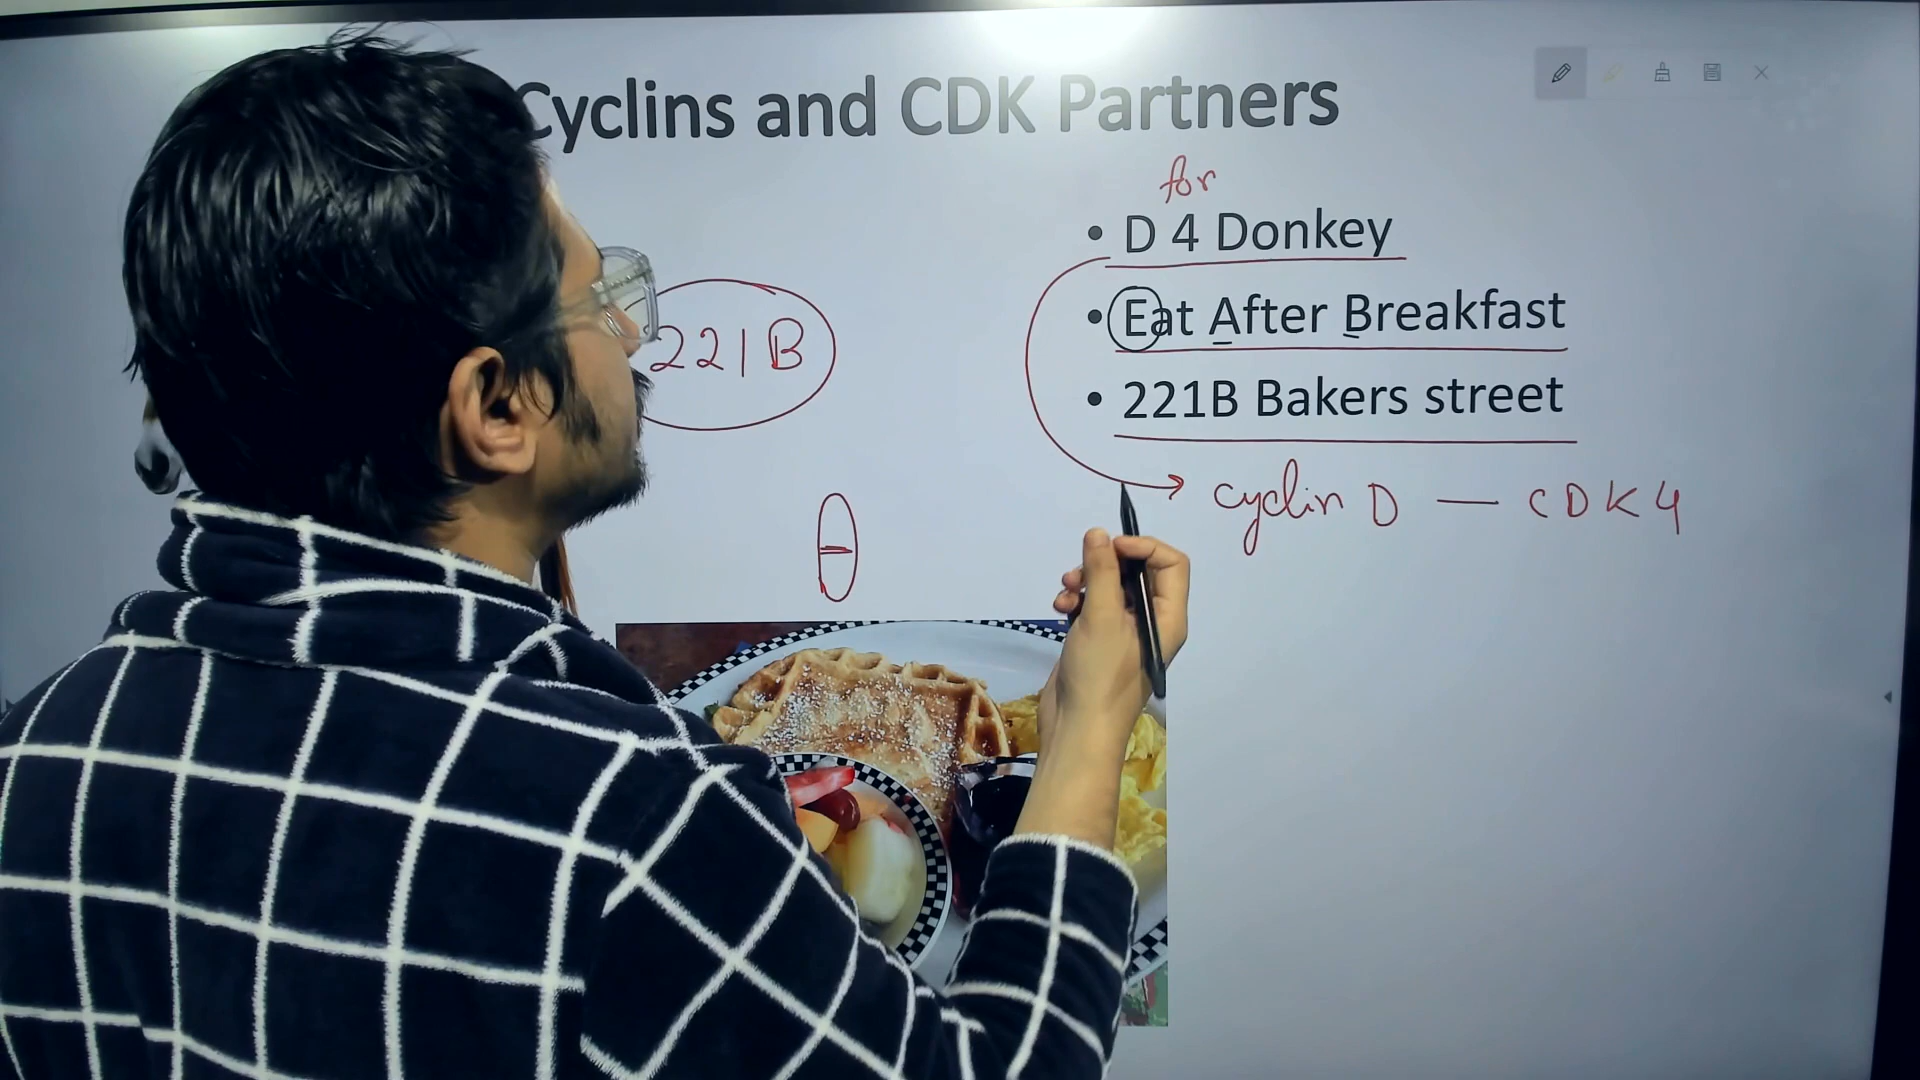 Cyclins and CDK Partners
for
• D 4 Donkey
• Eat After Breakfast
• 221B Bakers street
221B
cyclin D — CDK4
θ